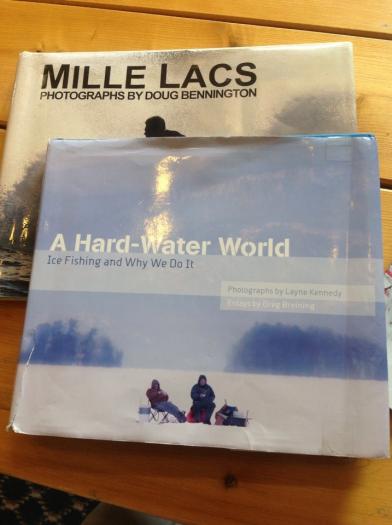 MILLE LACS
PHOTOGRAPHS BY DOUG BENNINGTON
A Hard-Water World
Ice Fishing and Why We Do It
Photographs by Layne Kennedy
Essays by Greg Breining